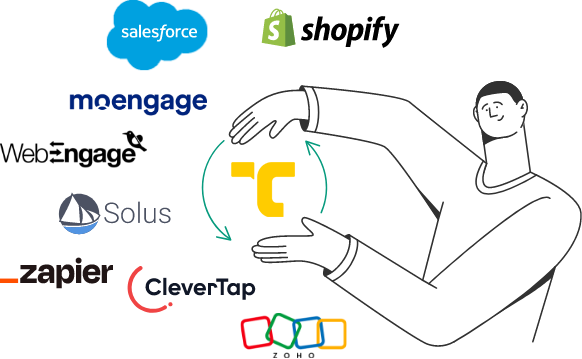 salesforce
shopify
moengage
WebEngage
Solus
zapier
CleverTap
ZOHO